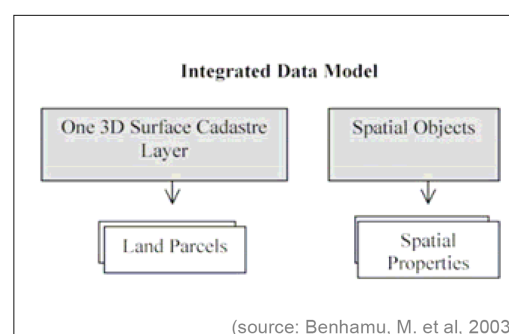 Integrated Data Model
One 3D Surface Cadastre
Layer
Spatial Objects
Land Parcels
Spatial
Properties
(source: Benhamu, M. et al, 2003